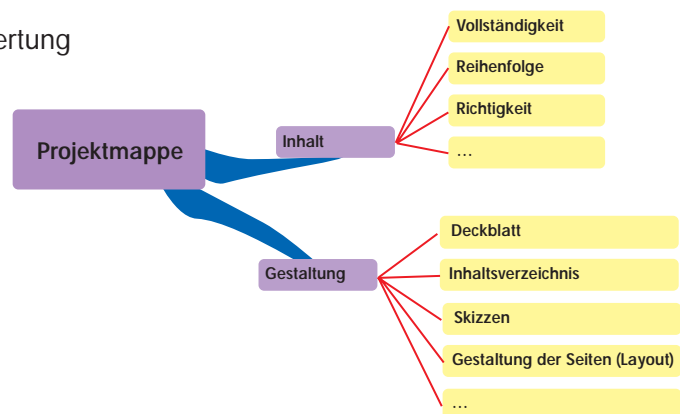 ertung
Projektmappe
Inhalt
Vollständigkeit
Reihenfolge
Richtigkeit
...
Gestaltung
Deckblatt
Inhaltsverzeichnis
Skizzen
Gestaltung der Seiten (Layout)
...